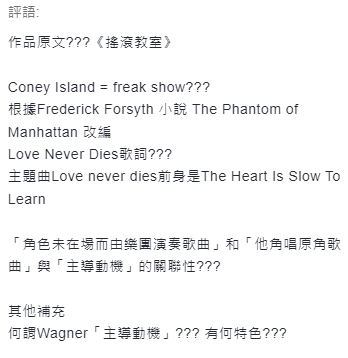 評語:
作品原文???《搖滾教室》
Coney Island = freak show???
根據Frederick Forsyth 小說 The Phantom of
Manhattan 改編
Love Never Dies歌詞???
主題曲Love never dies前身是The Heart Is Slow To
Learn
「角色未在場而由樂團演奏歌曲」和「他角唱原角歌
曲」與「主導動機」的關聯性???
其他補充
何謂Wagner「主導動機」??? 有何特色???